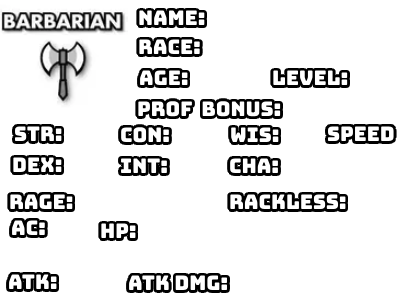 BARBARIAN
NAME:
RACE:
AGE: LEVEL:
PROF BONUS:
STR: CON: WIS: SPEED
DEX: INT: CHA:
RAGE: RACKLESS:
AC: HP:
ATK: ATK DMG: